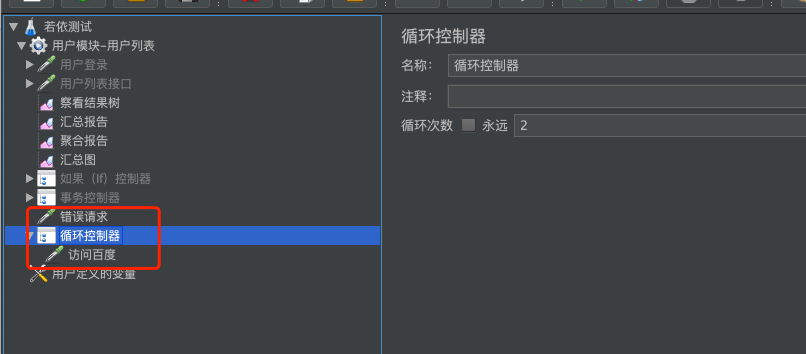 若依测试
用户模块-用户列表
用户登录
用户列表接口
察看结果树
汇总报告
聚合报告
汇总图
如果（If）控制器
事务控制器
错误请求
循环控制器
访问百度
用户定义的变量
循环控制器
名称： 循环控制器
注释：
循环次数 永远 2